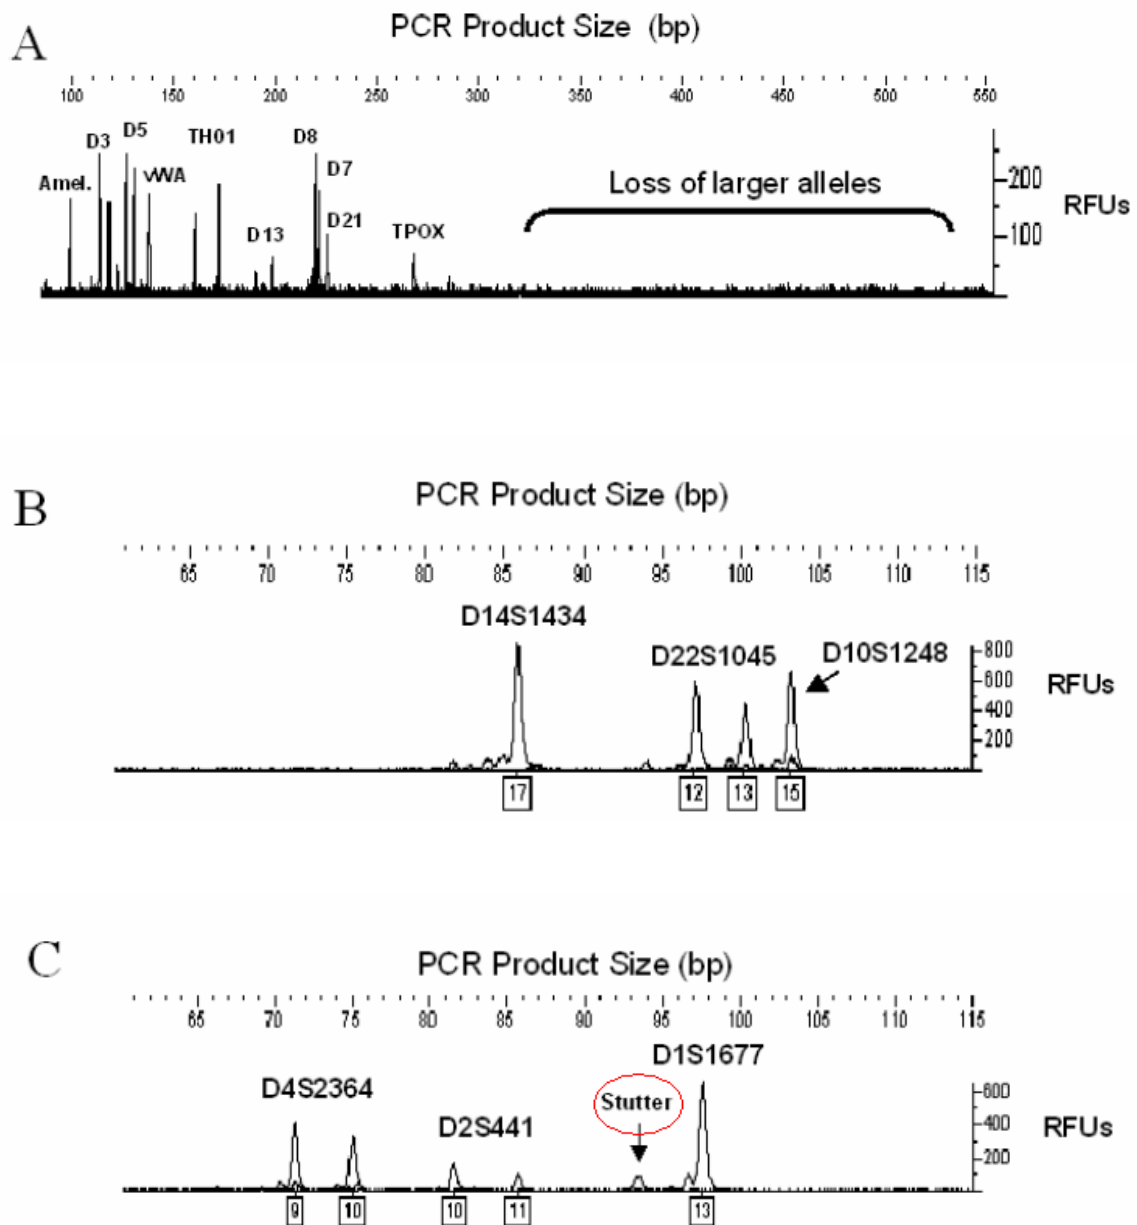 A
PCR Product Size (bp)
100 150 200 250 300 350 400 450 500 550
D3 D5 vWA TH01 D8
Amel. D13 D7
D21
TPOX
Loss of larger alleles
200
100
RFUs
B
PCR Product Size (bp)
65 70 75 80 85 90 95 100 105 110 115
D14S1434
D22S1045 D10S1248
800
600
400
200
RFUs
17 12 13 15
C
PCR Product Size (bp)
65 70 75 80 85 90 95 100 105 110 115
D1S1677
D4S2364
Stutter
D2S441
600
400
200
RFUs
9 10 10 11 13